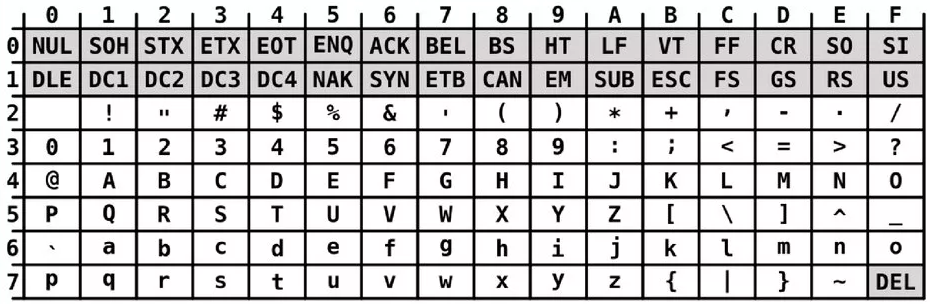 0 1 2 3 4 5 6 7 8 9 A B C D E F
0 NUL SOH STX ETX EOT ENQ ACK BEL BS HT LF VT FF CR SO SI
1 DLE DC1 DC2 DC3 DC4 NAK SYN ETB CAN EM SUB ESC FS GS RS US
2 ! " # $ % & ' ( ) * + , - . /
3 0 1 2 3 4 5 6 7 8 9 : ; < = > ?
4 @ A B C D E F G H I J K L M N O
5 P Q R S T U V W X Y Z [ \ ] ^ _
6 ` a b c d e f g h i j k l m n o
7 p q r s t u v w x y z { | } ~ DEL